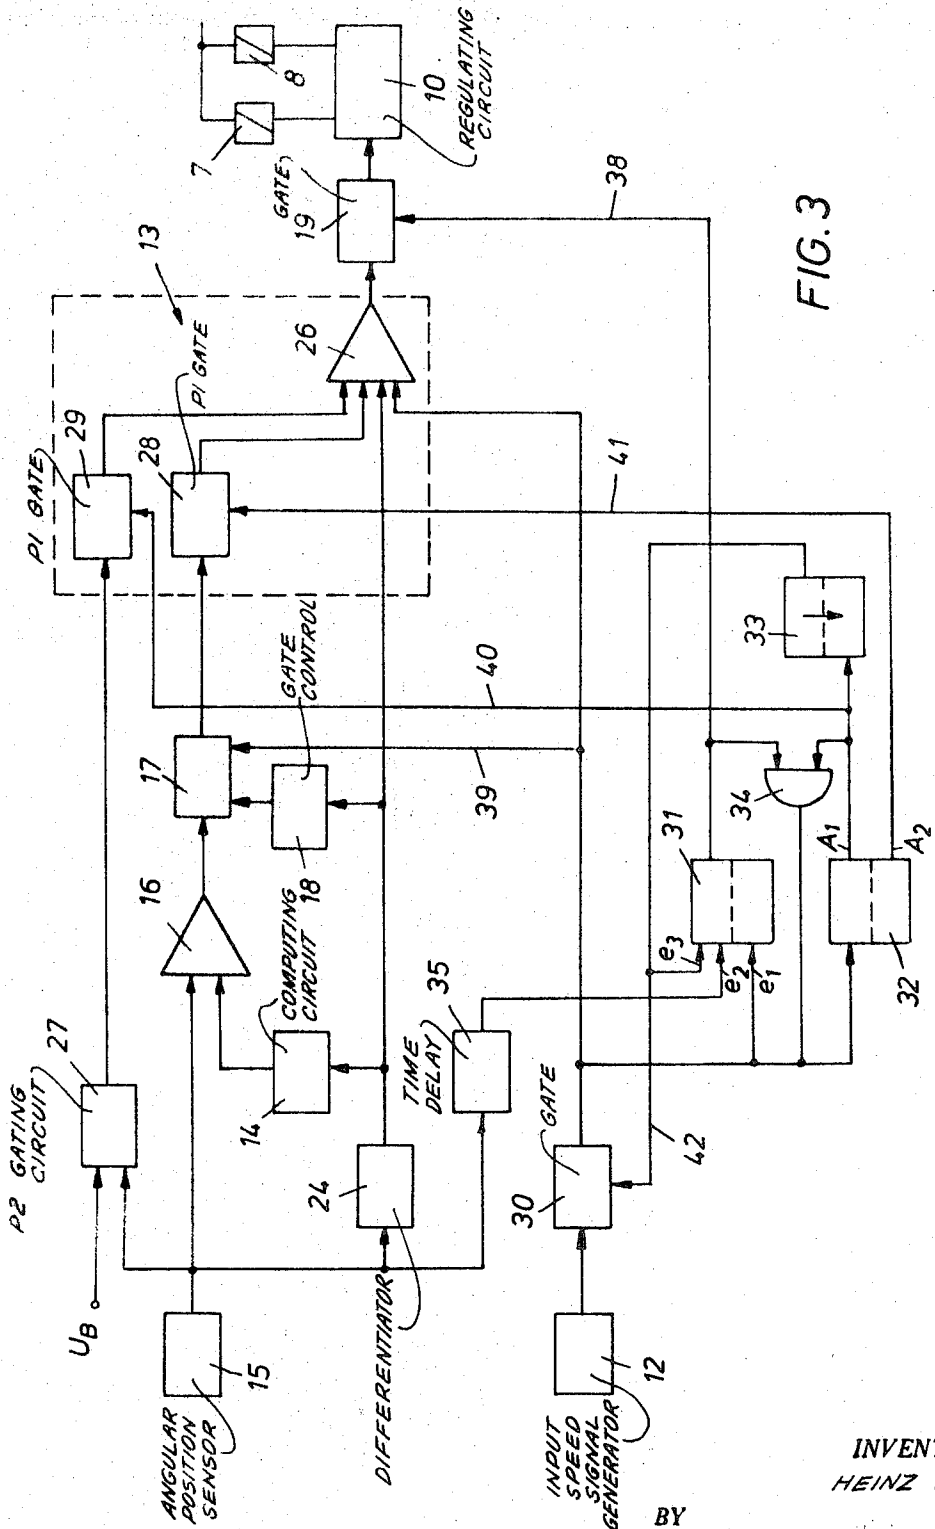 FIG. 3
P2 GATING
CIRCUIT
27
U_B
ANGULAR
POSITION
SENSOR
15
16
17
COMPUTING
CIRCUIT
14
18
GATE
CONTROL
DIFFERENTIATOR
24
TIME
DELAY
35
P1 GATE
29
28
P1 GATE
13
26
GATE
19
7
8
10
REGULATING
CIRCUIT
INPUT
SPEED
SIGNAL
GENERATOR
12
30
GATE
42
39
40
41
38
e3
e2
e1
31
32
A1
A2
34
33
INVENT
HEINZ
BY